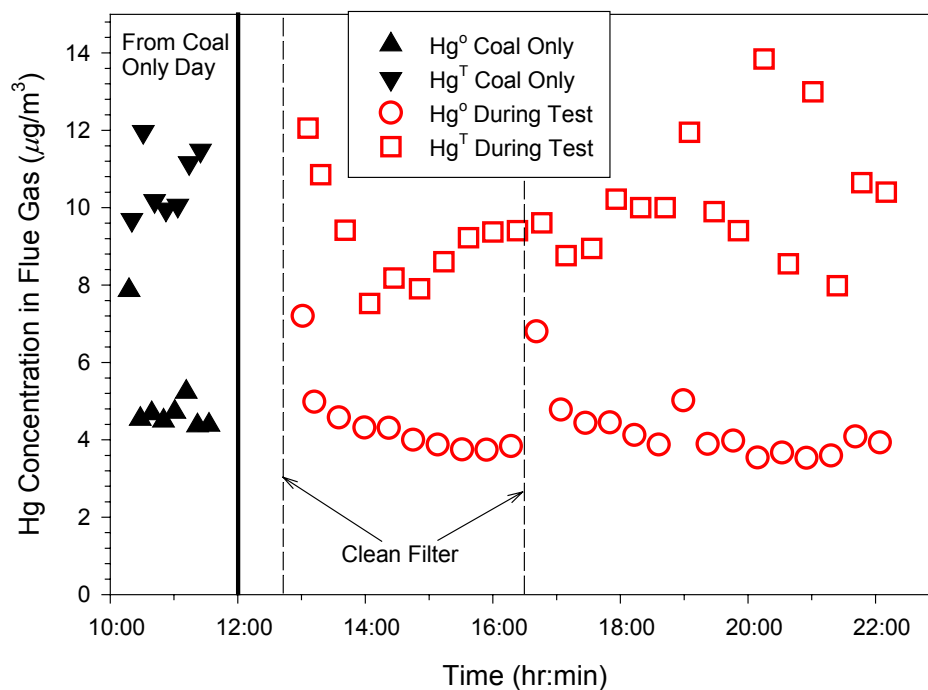 From Coal
Only Day
Hg° Coal Only
Hgᵀ Coal Only
Hg° During Test
Hgᵀ During Test
Clean Filter
Hg Concentration in Flue Gas (μg/m³)
14
12
10
8
6
4
2
0
10:00 12:00 14:00 16:00 18:00 20:00 22:00
Time (hr:min)